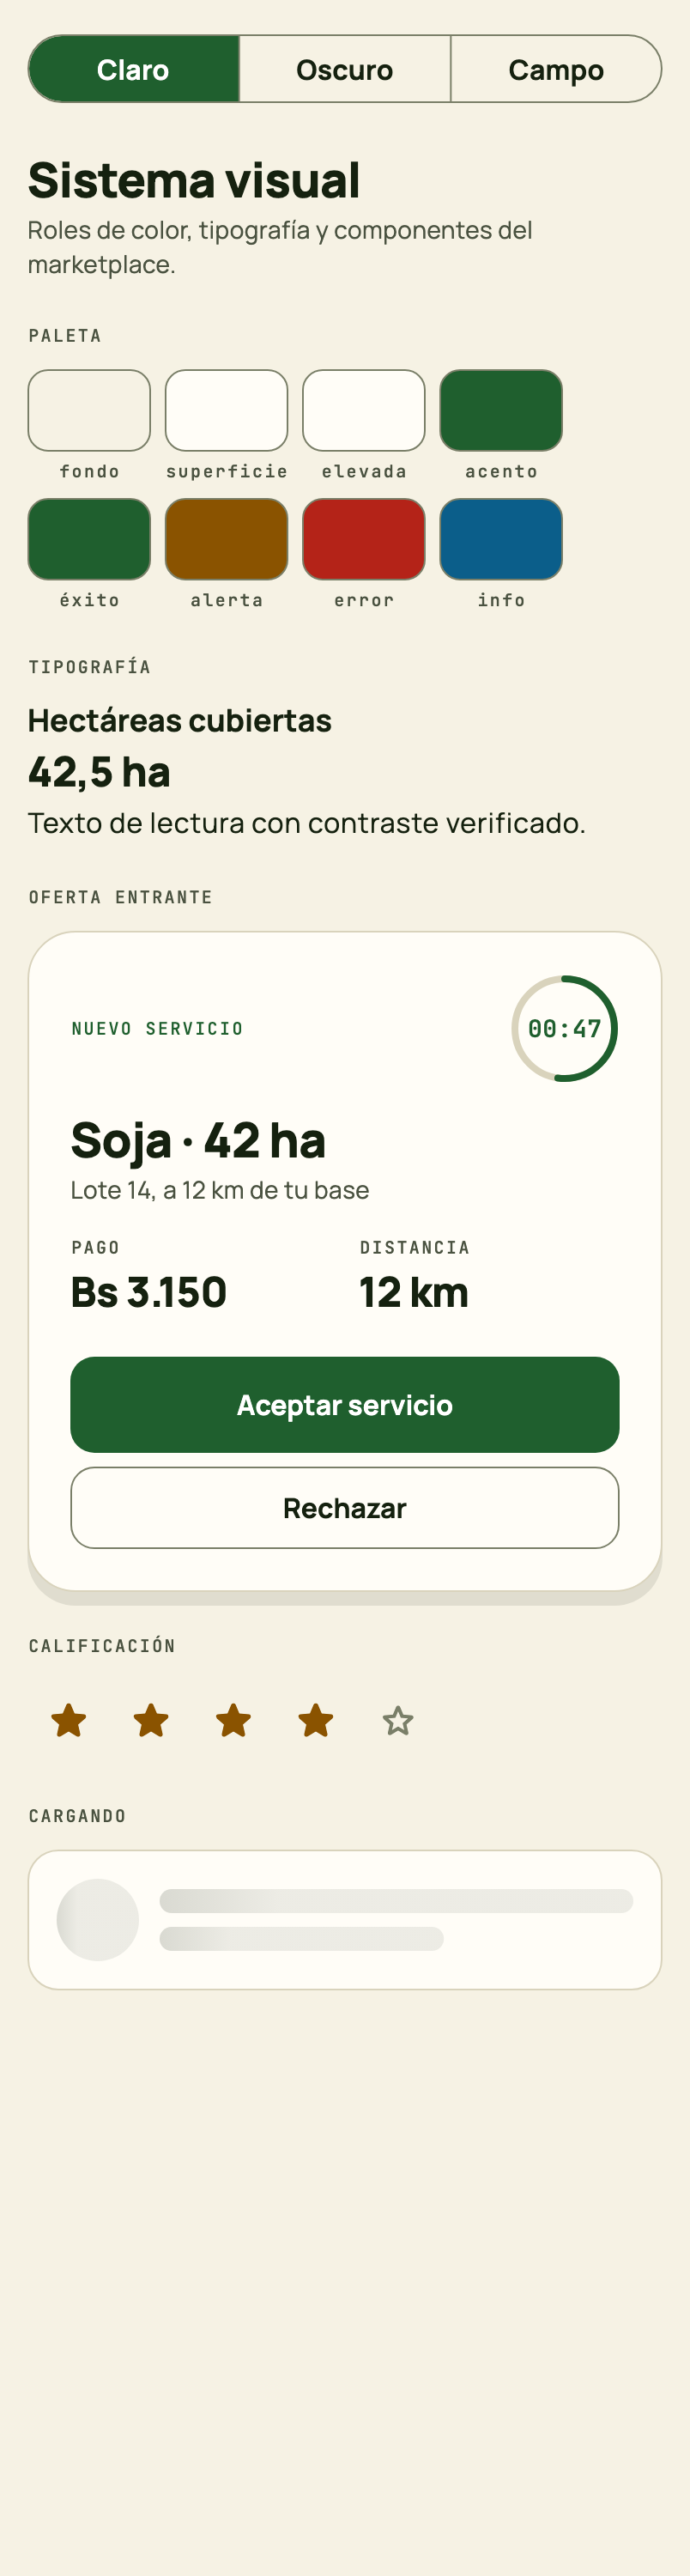 Claro Oscuro Campo
Sistema visual
Roles de color, tipografía y componentes del
marketplace.
PALETA
fondo superficie elevada acento
éxito alerta error info
TIPOGRAFÍA
Hectáreas cubiertas
42,5 ha
Texto de lectura con contraste verificado.
OFERTA ENTRANTE
NUEVO SERVICIO 00:47
Soja · 42 ha
Lote 14, a 12 km de tu base
PAGO DISTANCIA
Bs 3.150 12 km
Aceptar servicio
Rechazar
CALIFICACIÓN
CARGANDO